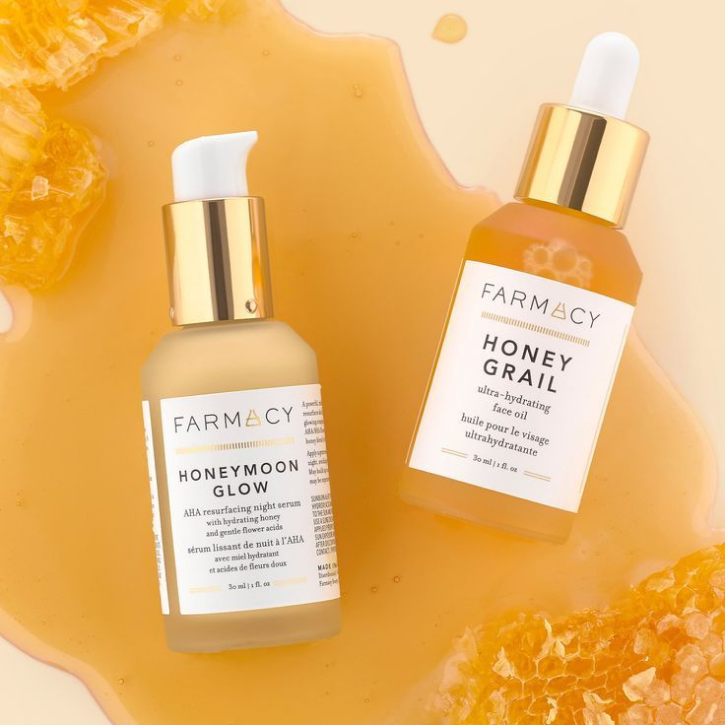 FARMACY
HONEYMOON
GLOW
AHA resurfacing night serum
with hydrating honey
and gentle flower acids
sérum lissant de nuit à l'AHA
avec miel hydratant
et acides de fleurs doux
30 ml | 1 fl. oz
FARMACY
HONEY
GRAIL
ultra-hydrating
face oil
huile pour le visage
ultrahydratante
30 ml | 1 fl. oz